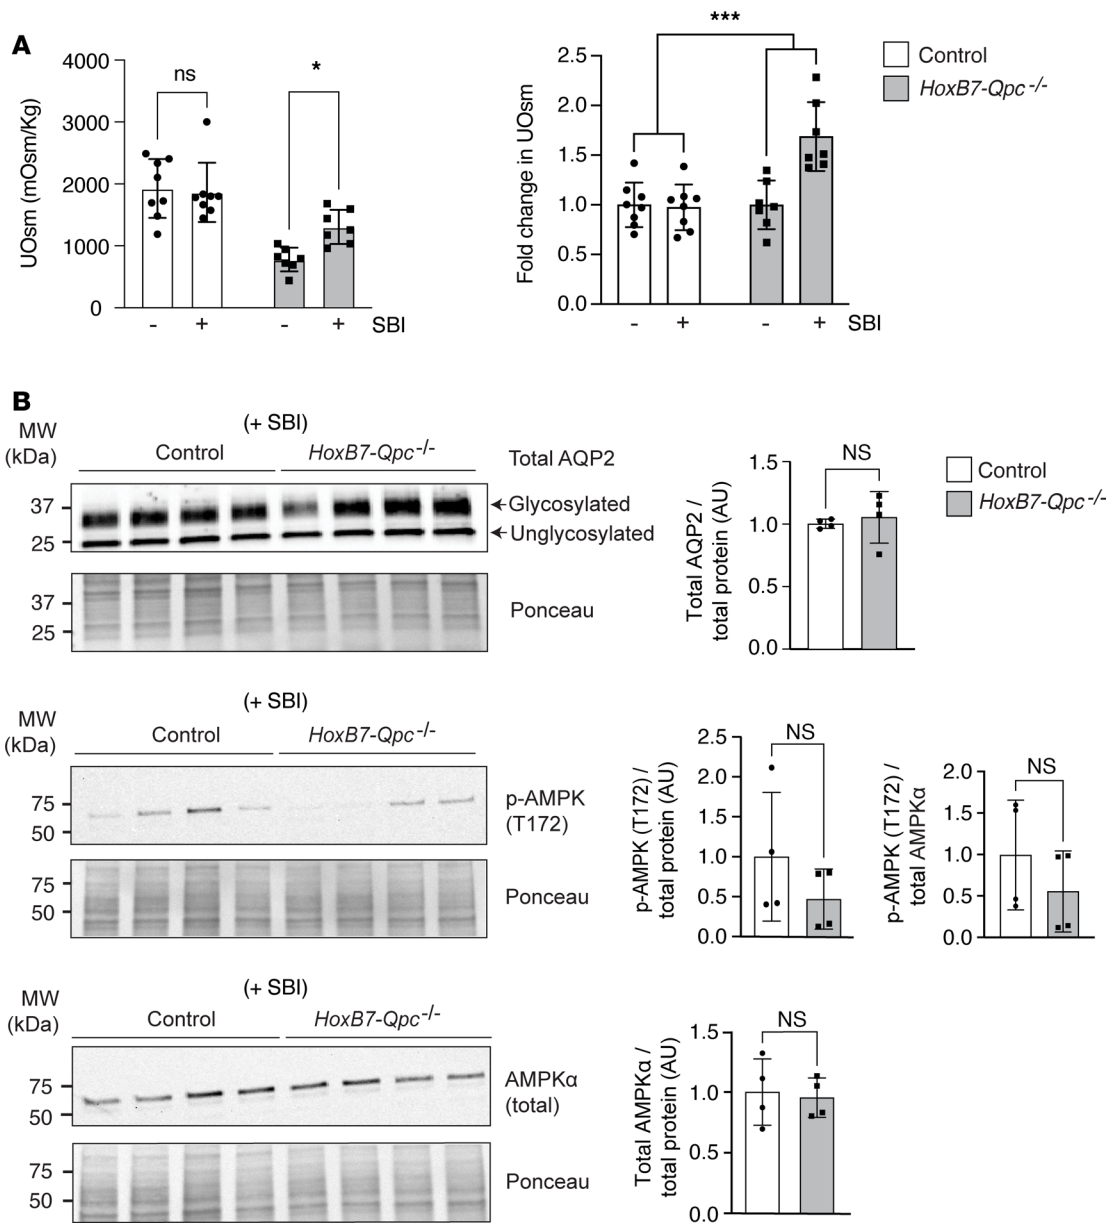 A
UOsm (mOsm/Kg)
4000
3000
2000
1000
0
ns
*
- + - + SBI
Fold change in UOsm
2.5
2.0
1.5
1.0
0.5
0.0
***
- + - + SBI
Control
HoxB7-Qpc-/-
B
(+ SBI)
MW
(kDa)
Control HoxB7-Qpc-/-
Total AQP2
37
25
Glycosylated
Unglycosylated
37
25
Ponceau
Total AQP2 /
total protein (AU)
1.5
1.0
0.5
0.0
NS
Control
HoxB7-Qpc-/-
(+ SBI)
MW
(kDa)
Control HoxB7-Qpc-/-
75
50
p-AMPK
(T172)
75
50
Ponceau
p-AMPK (T172) /
total protein (AU)
2.5
2.0
1.5
1.0
0.5
0.0
NS
p-AMPK (T172) /
total AMPKα
2.0
1.5
1.0
0.5
0.0
NS
(+ SBI)
MW
(kDa)
Control HoxB7-Qpc-/-
75
50
AMPKα
(total)
75
50
Ponceau
Total AMPKα /
total protein (AU)
1.5
1.0
0.5
0.0
NS